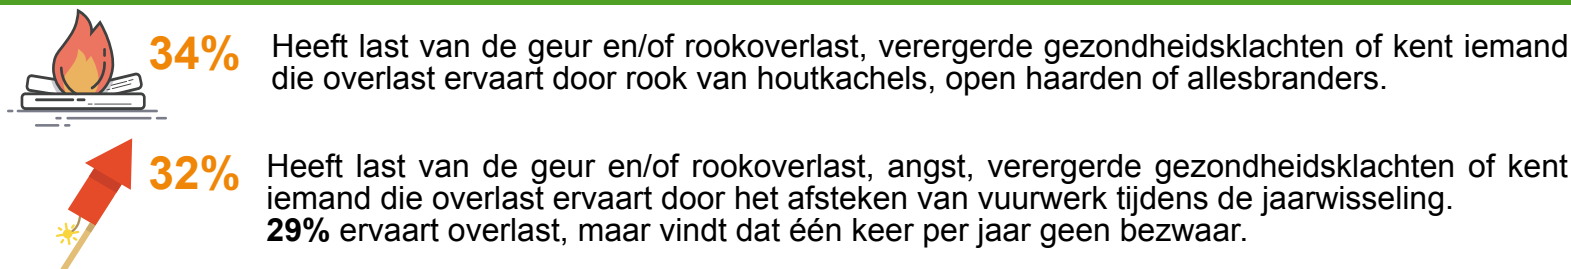 34% Heeft last van de geur en/of rookoverlast, verergerde gezondheidsklachten of kent iemand
die overlast ervaart door rook van houtkachels, open haarden of allesbranders.
32% Heeft last van de geur en/of rookoverlast, angst, verergerde gezondheidsklachten of kent
iemand die overlast ervaart door het afsteken van vuurwerk tijdens de jaarwisseling.
29% ervaart overlast, maar vindt dat één keer per jaar geen bezwaar.